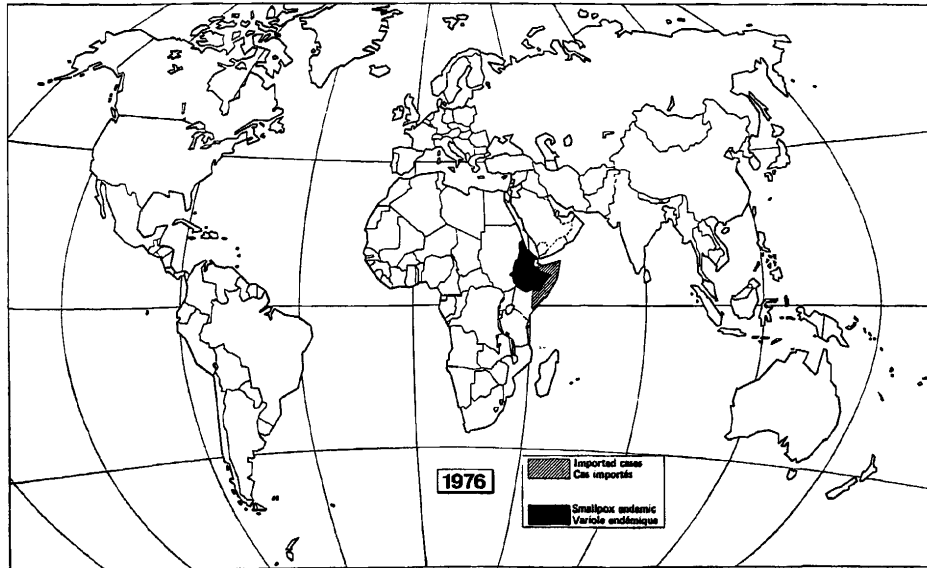 1976
Imported cases
Cas importés
Smallpox endemic
Variole endémique